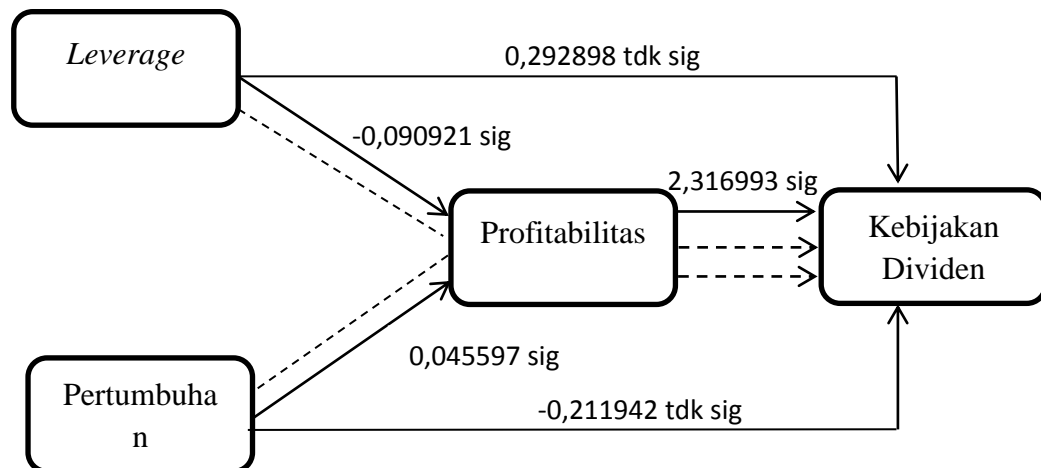 Leverage
0,292898 tdk sig
-0,090921 sig
2,316993 sig
Profitabilitas
Kebijakan
Dividen
0,045597 sig
Pertumbuha
n
-0,211942 tdk sig